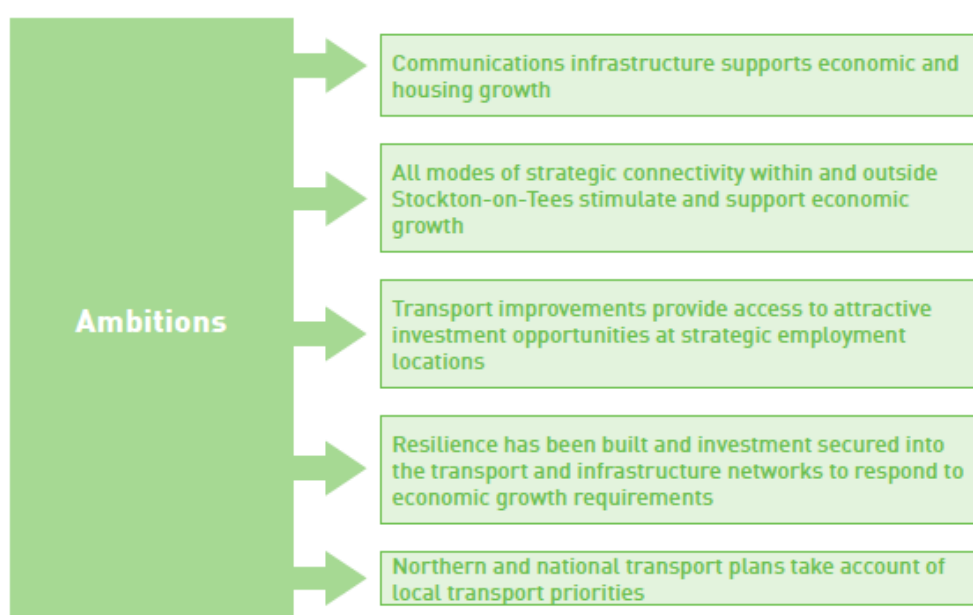 Ambitions
Communications infrastructure supports economic and
housing growth
All modes of strategic connectivity within and outside
Stockton-on-Tees stimulate and support economic
growth
Transport improvements provide access to attractive
investment opportunities at strategic employment
locations
Resilience has been built and investment secured into
the transport and infrastructure networks to respond to
economic growth requirements
Northern and national transport plans take account of
local transport priorities